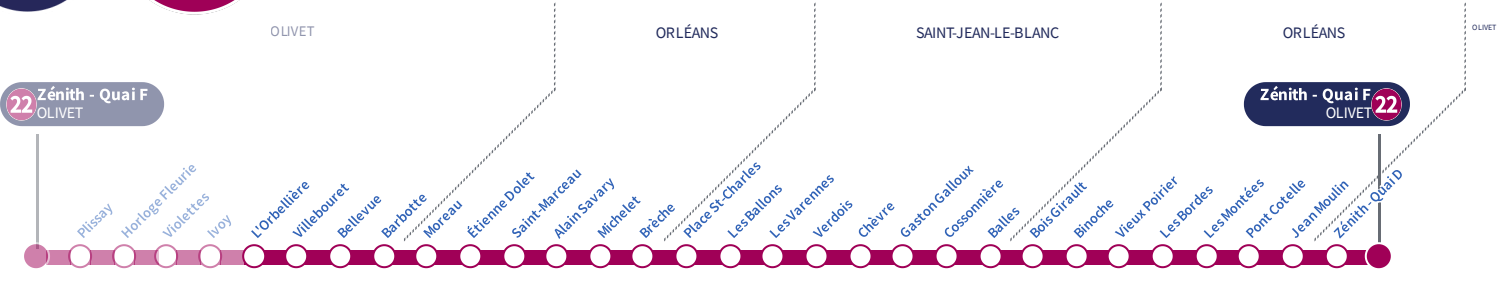 OLIVET
ORLÉANS
SAINT-JEAN-LE-BLANC
ORLÉANS
OLIVET
22
Zénith - Quai F
OLIVET
Zénith - Quai F
OLIVET
22
Plissay
Horloge Fleurie
Violettes
Ivoy
L'Orbellière
Villebouret
Bellevue
Barbotte
Moreau
Étienne Dolet
Saint-Marceau
Alain Savary
Michelet
Brèche
Place St-Charles
Les Ballons
Les Varennes
Verdois
Chèvre
Gaston Galloux
Cossonnière
Balles
Bois Girault
Binoche
Vieux Poirier
Les Bordes
Les Montées
Pont Cotelle
Jean Moulin
Zénith - Quai D